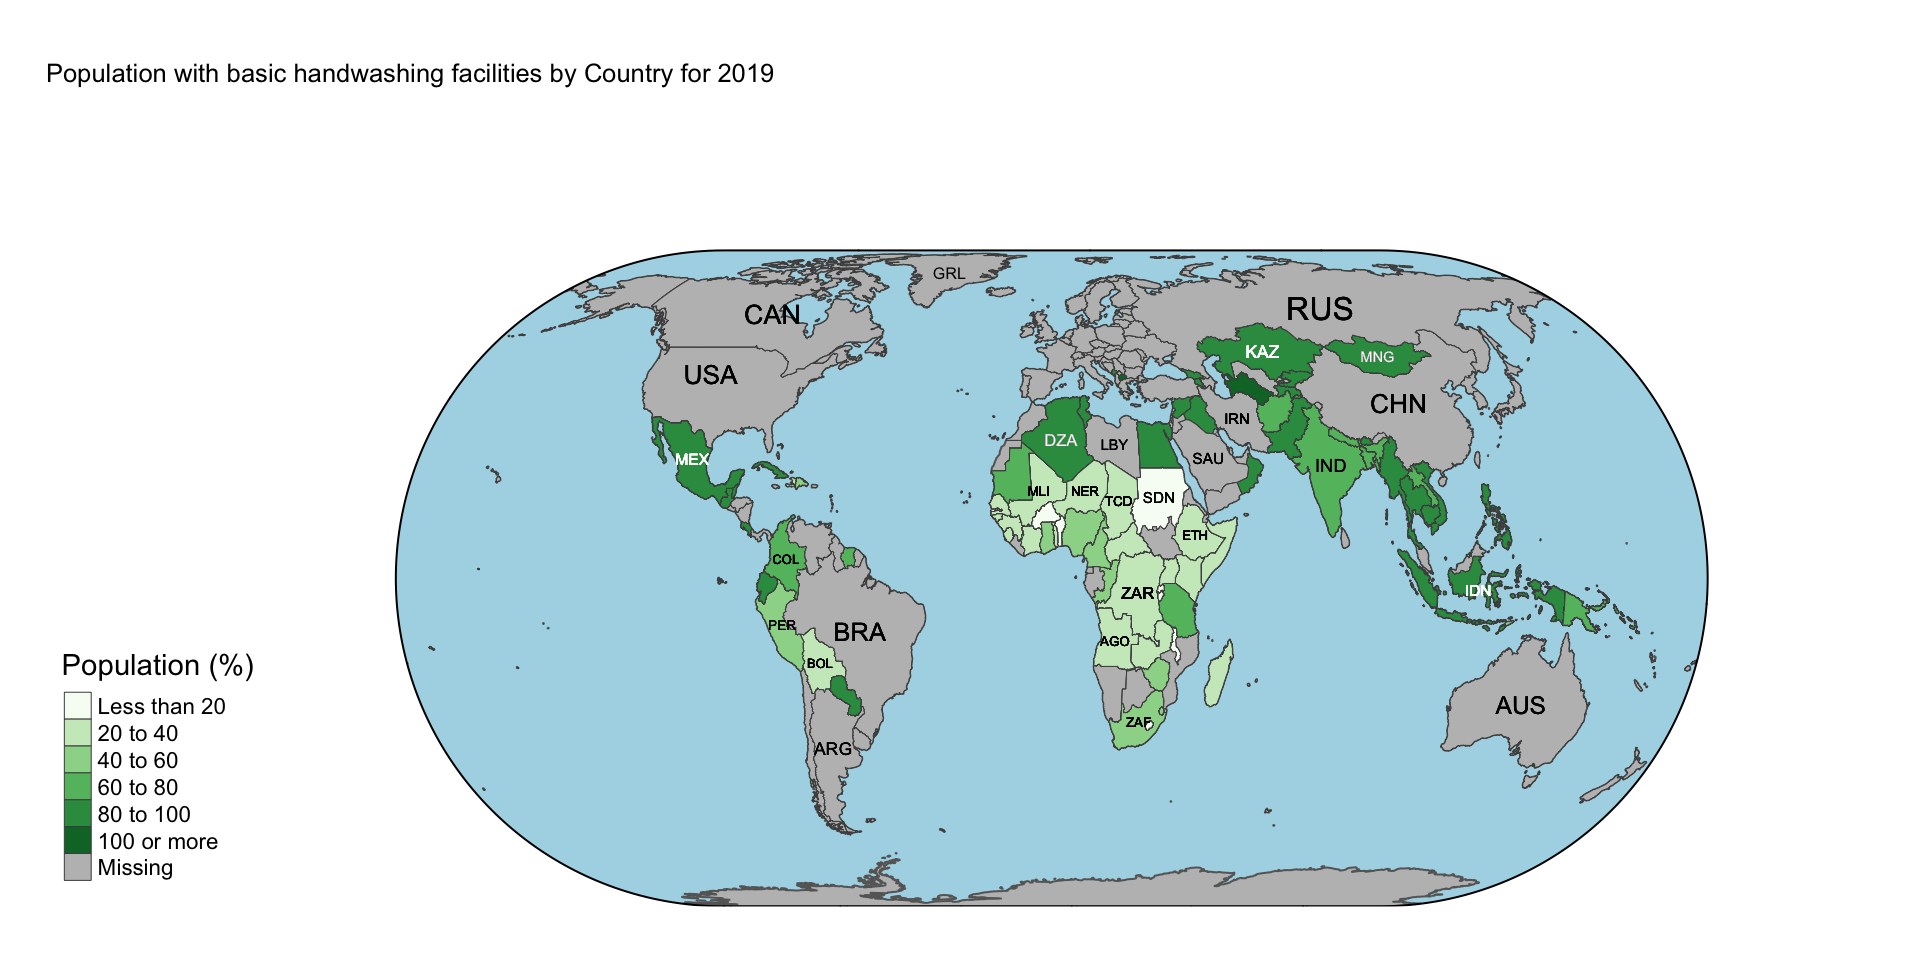 Population with basic handwashing facilities by Country for 2019
GRL
CAN
RUS
KAZ
MNG
USA
CHN
IRN
DZA
LBY
MEX
SAU
IND
MLI
NER
TCD
SDN
ETH
COL
ZAR
IDN
PER
BRA
AGO
BOL
AUS
ZAF
ARG
Population (%)
Less than 20
20 to 40
40 to 60
60 to 80
80 to 100
100 or more
Missing